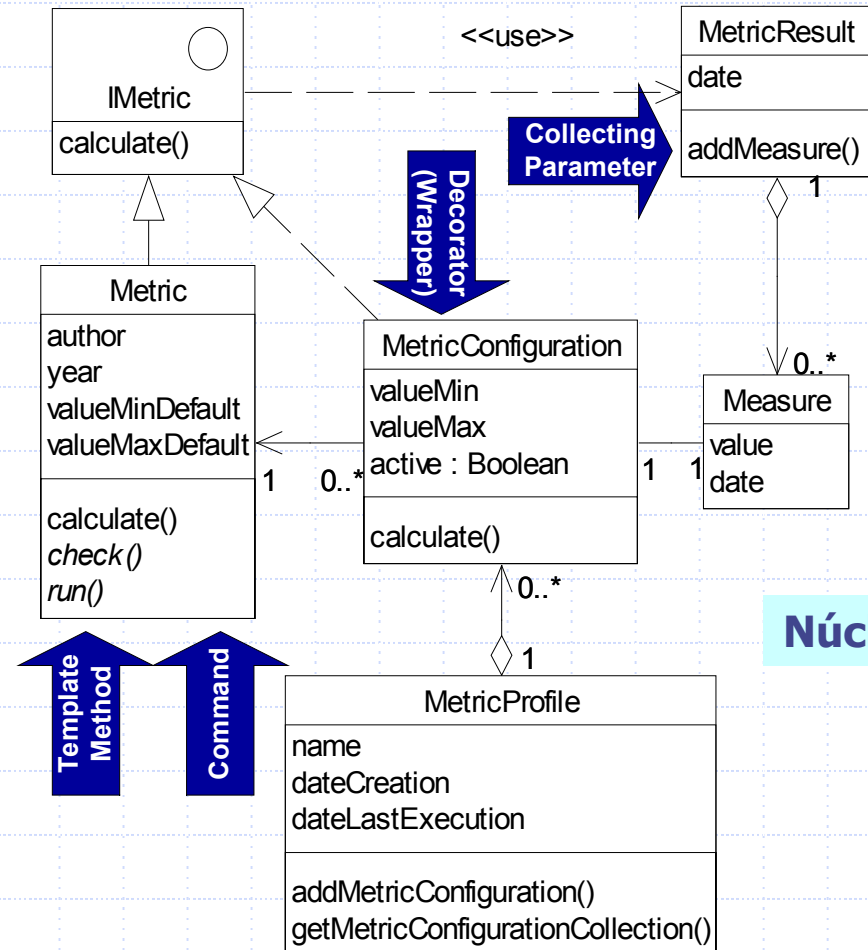 <<use>>
IMetric
calculate()
MetricResult
date
addMeasure()
1
Collecting
Parameter
Decorator
(Wrapper)
Metric
author
year
valueMinDefault
valueMaxDefault
calculate()
check()
run()
1
0..*
MetricConfiguration
valueMin
valueMax
active : Boolean
calculate()
1
1
0..*
Measure
value
date
0..*
1
Núc
Template
Method
Command
MetricProfile
name
dateCreation
dateLastExecution
addMetricConfiguration()
getMetricConfigurationCollection()